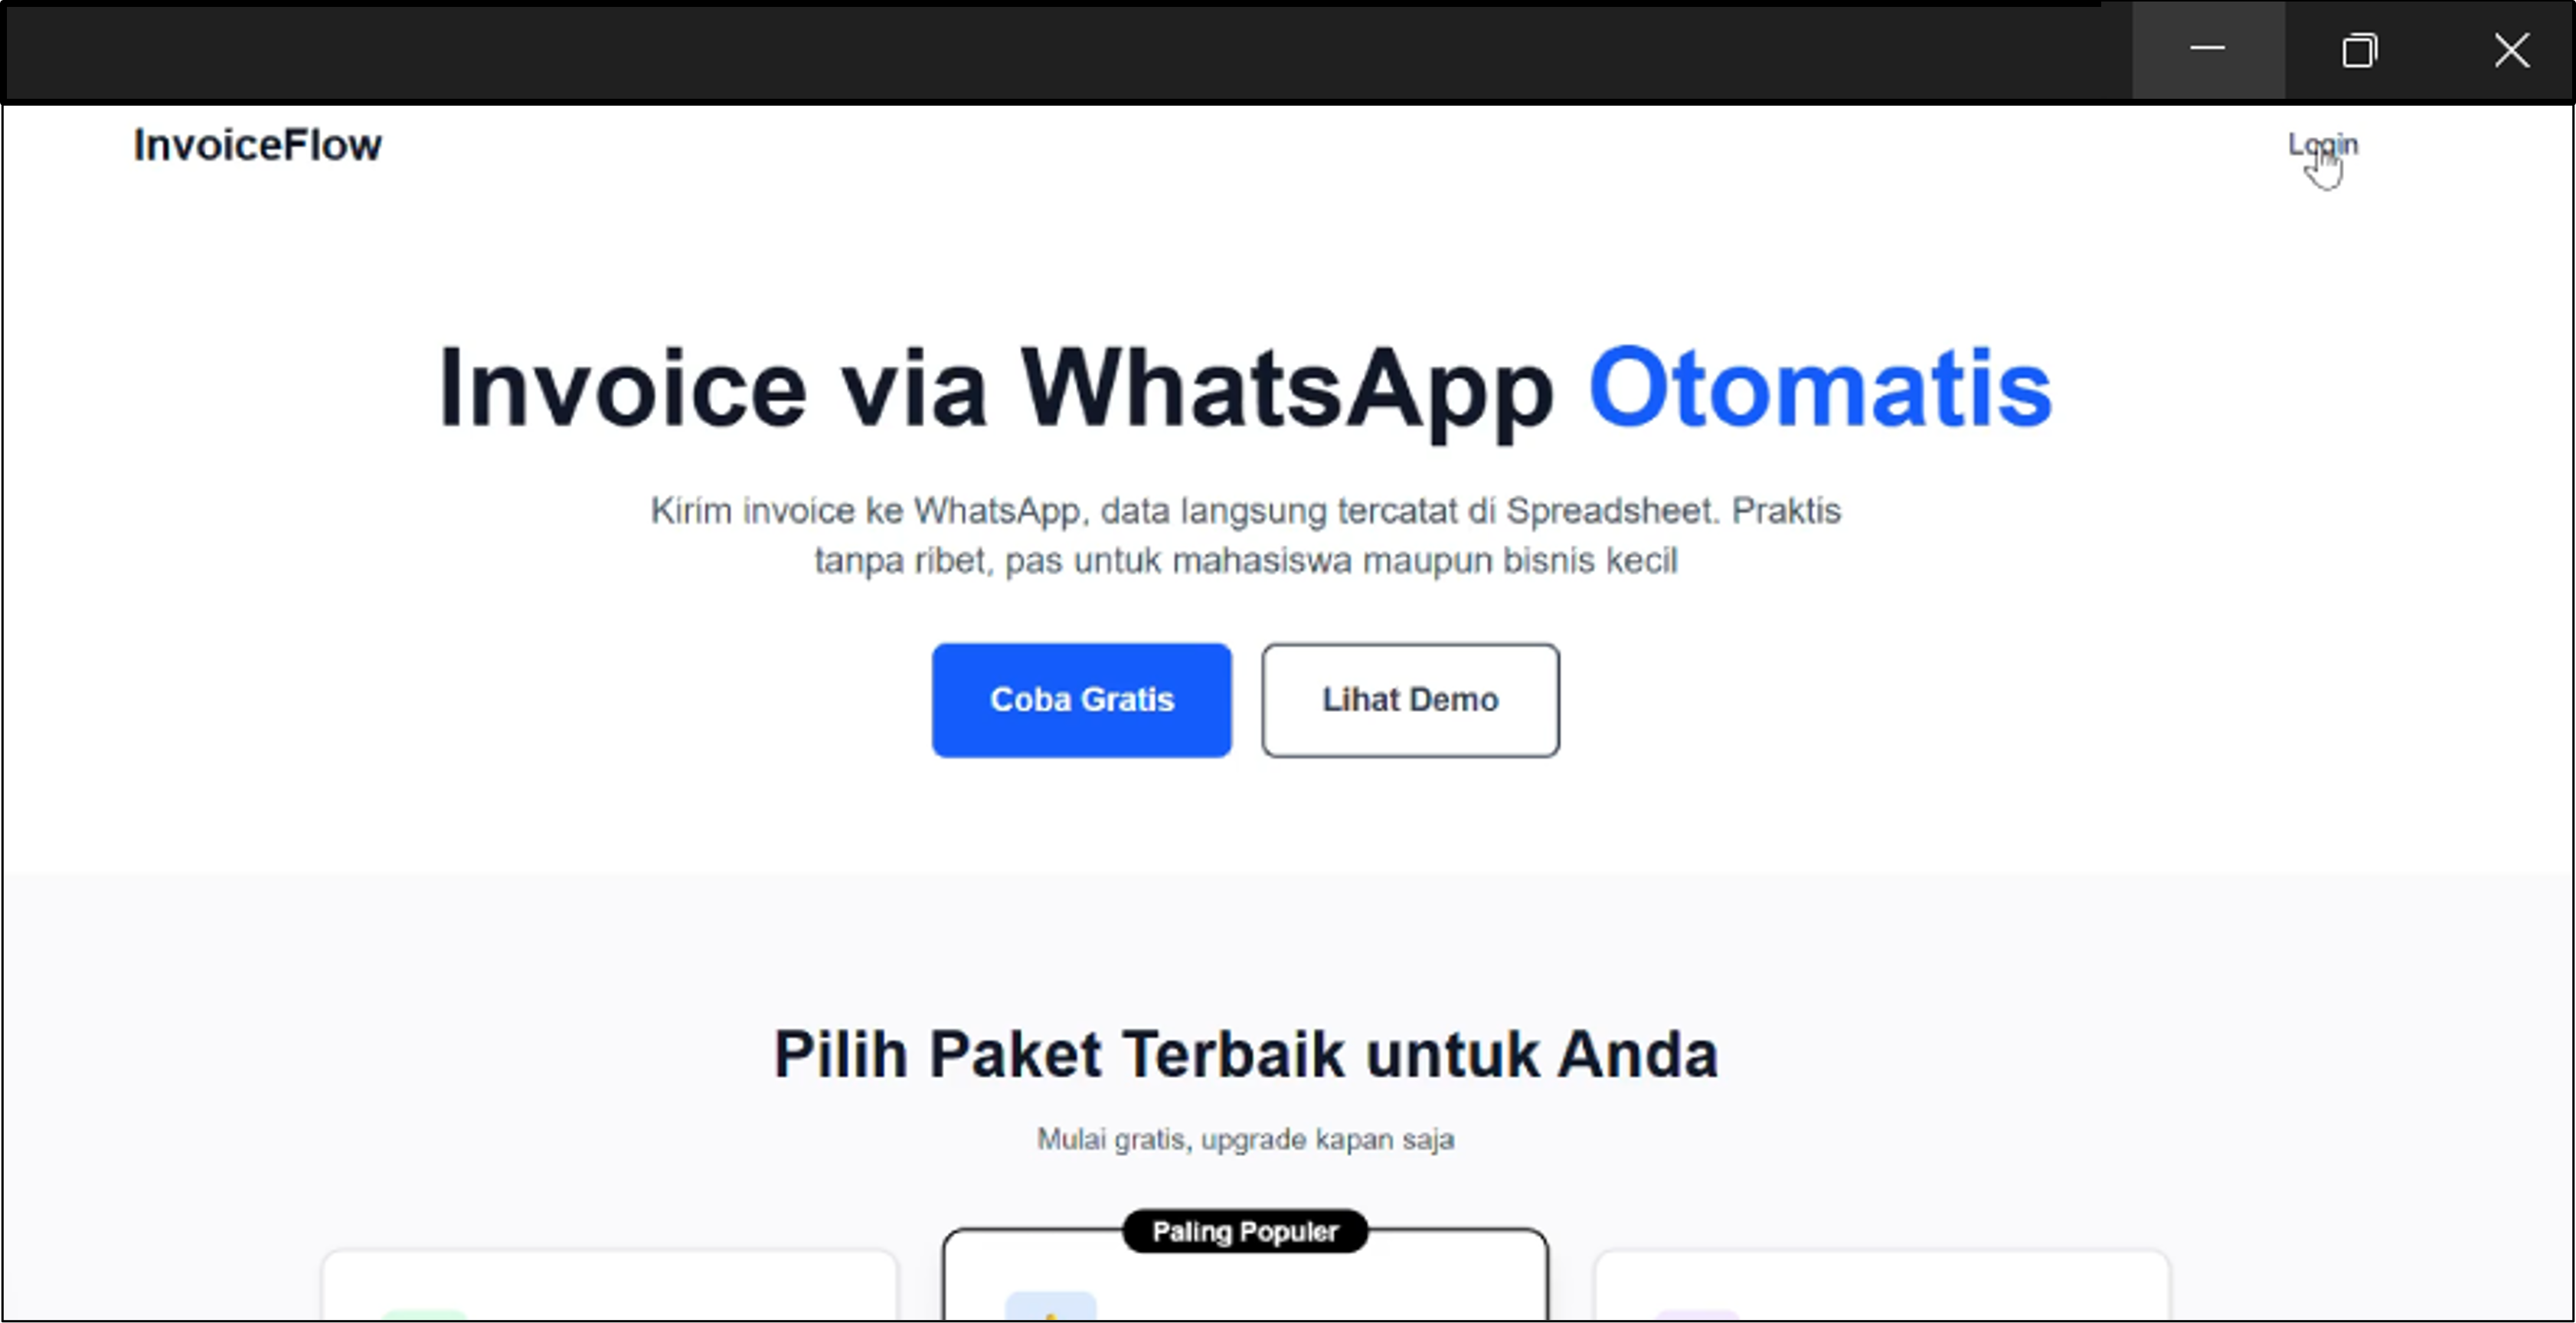 InvoiceFlow
Login
Invoice via WhatsApp Otomatis
Kirim invoice ke WhatsApp, data langsung tercatat di Spreadsheet. Praktis
tanpa ribet, pas untuk mahasiswa maupun bisnis kecil
Coba Gratis
Lihat Demo
Pilih Paket Terbaik untuk Anda
Mulai gratis, upgrade kapan saja
Paling Populer